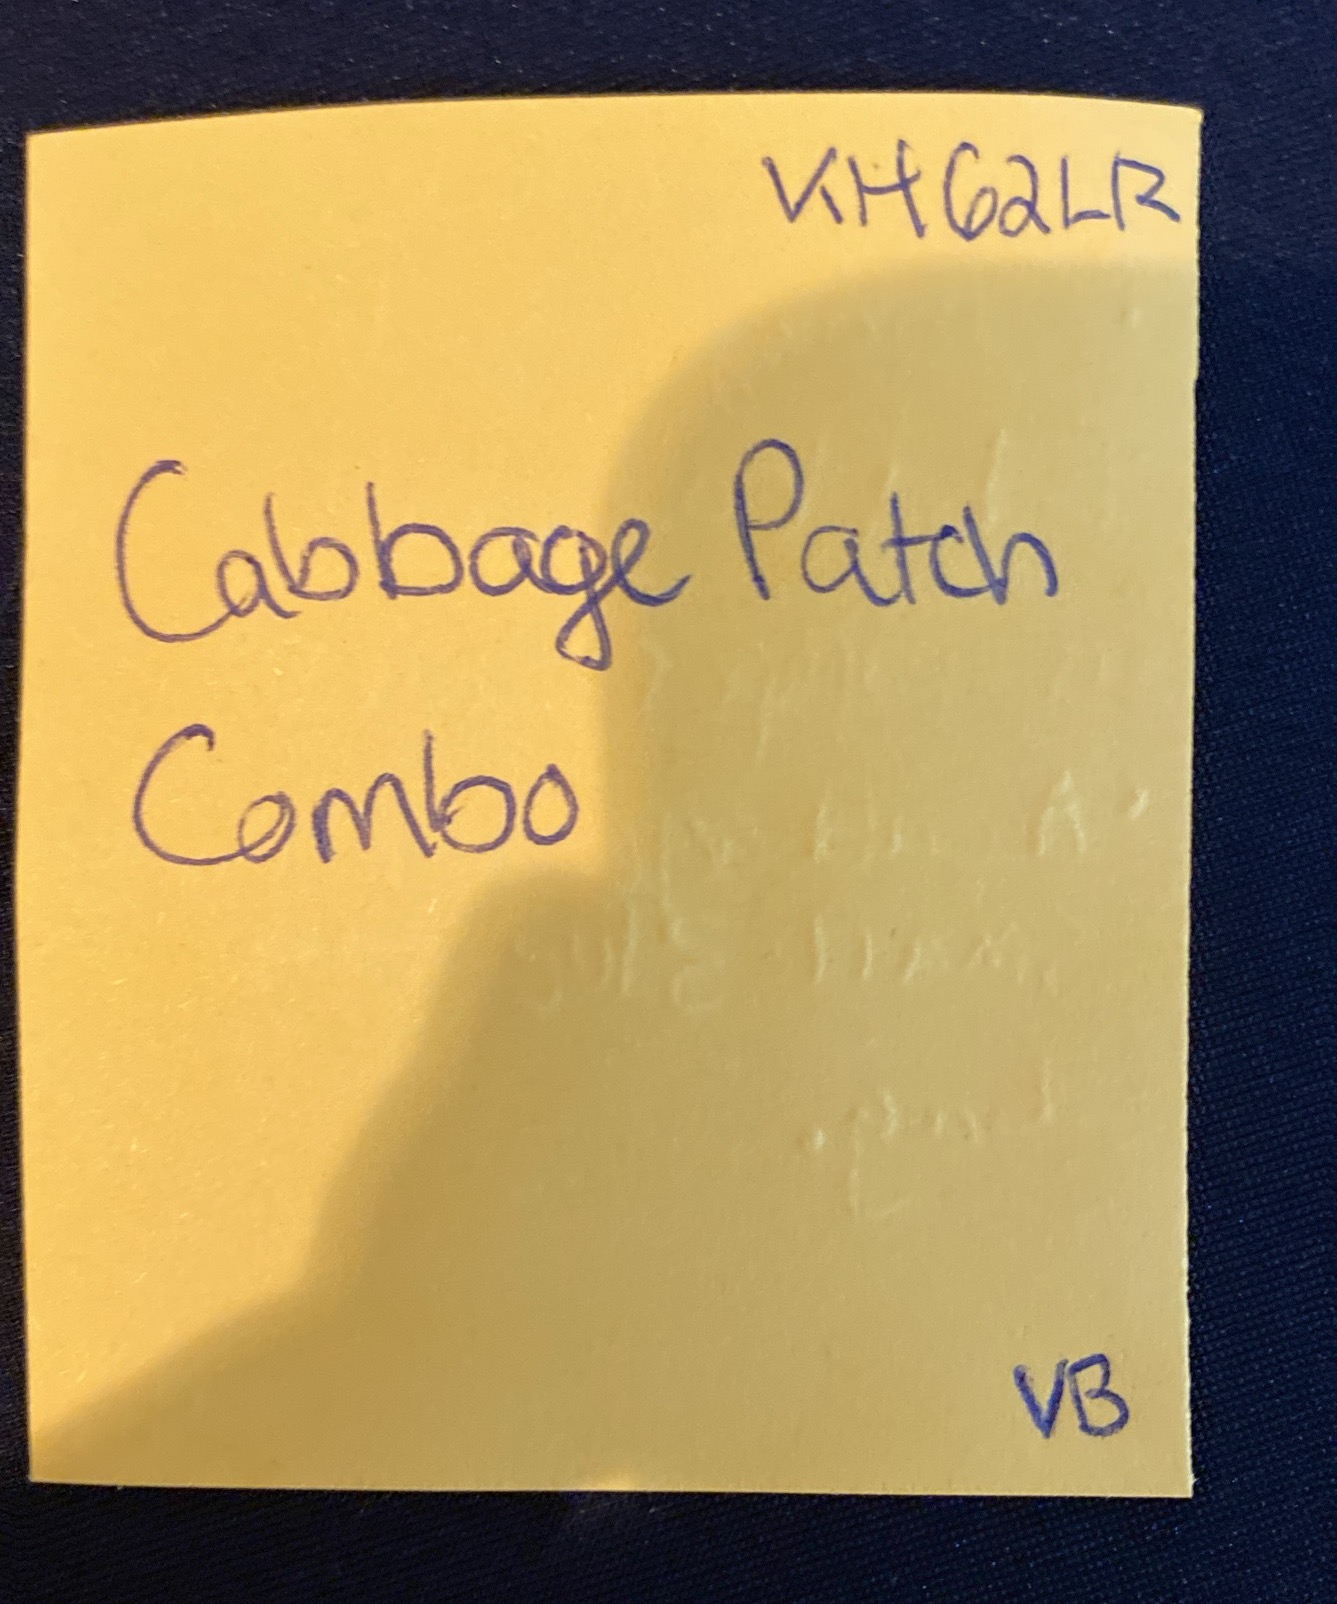 KH62LR
Cabbage Patch
Combo
VB